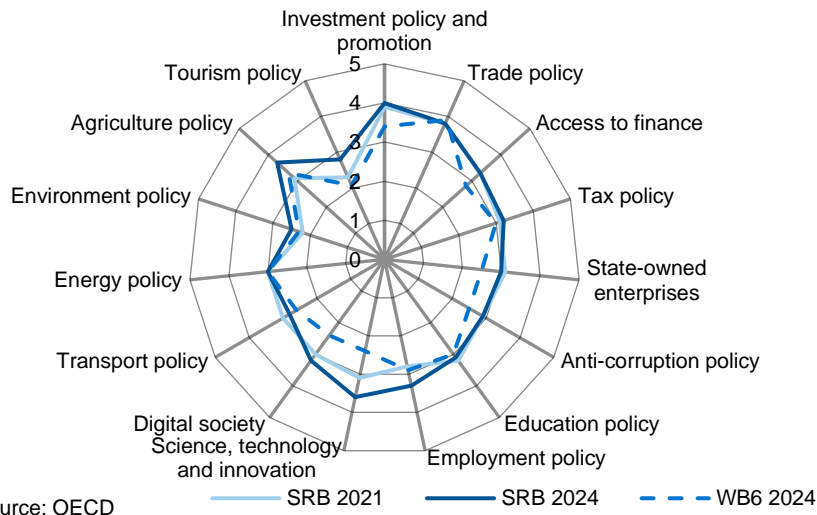 Investment policy and
promotion
Tourism policy
Trade policy
Agriculture policy
Access to finance
Environment policy
Tax policy
Energy policy
State-owned
enterprises
Transport policy
Anti-corruption policy
Digital society
Education policy
Science, technology
and innovation
Employment policy
5
4
3
2
1
0
urce: OECD
SRB 2021
SRB 2024
WB6 2024